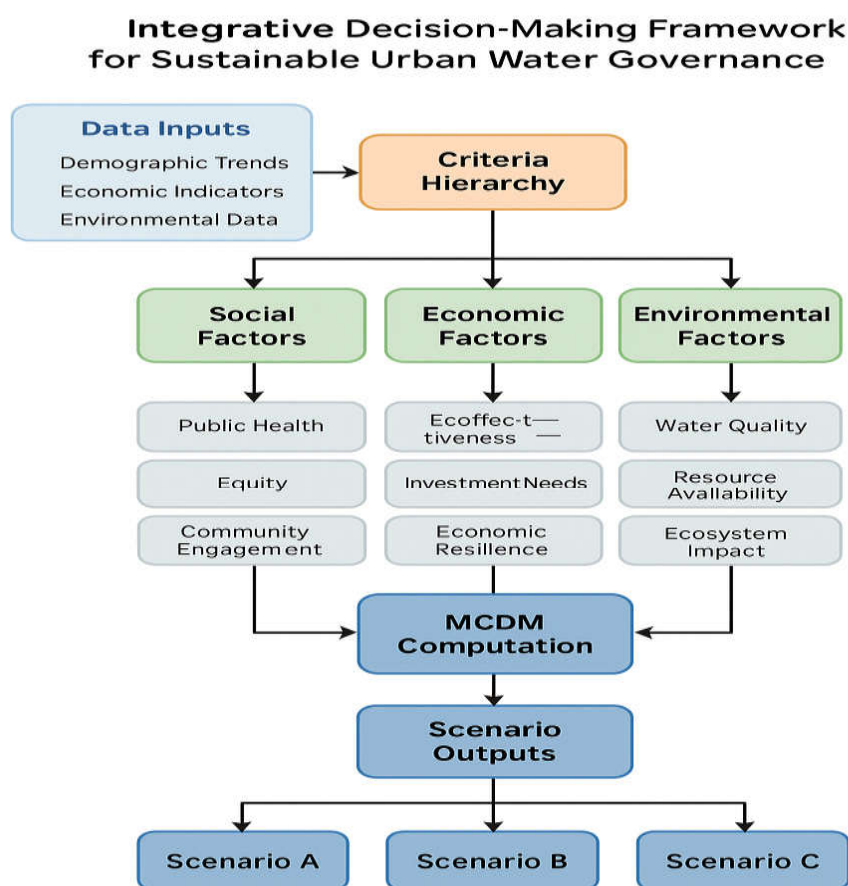 Integrative Decision-Making Framework
for Sustainable Urban Water Governance
Data Inputs
Demographic Trends
Economic Indicators
Environmental Data
Criteria
Hierarchy
Social
Factors
Economic
Factors
Environmental
Factors
Public Health
Equity
Community
Engagement
Ecoffec-t—
tiveness —
Investment Needs
Economic
Resillence
Water Quality
Resource
Avallability
Ecosystem
Impact
MCDM
Computation
Scenario
Outputs
Scenario A
Scenario B
Scenario C